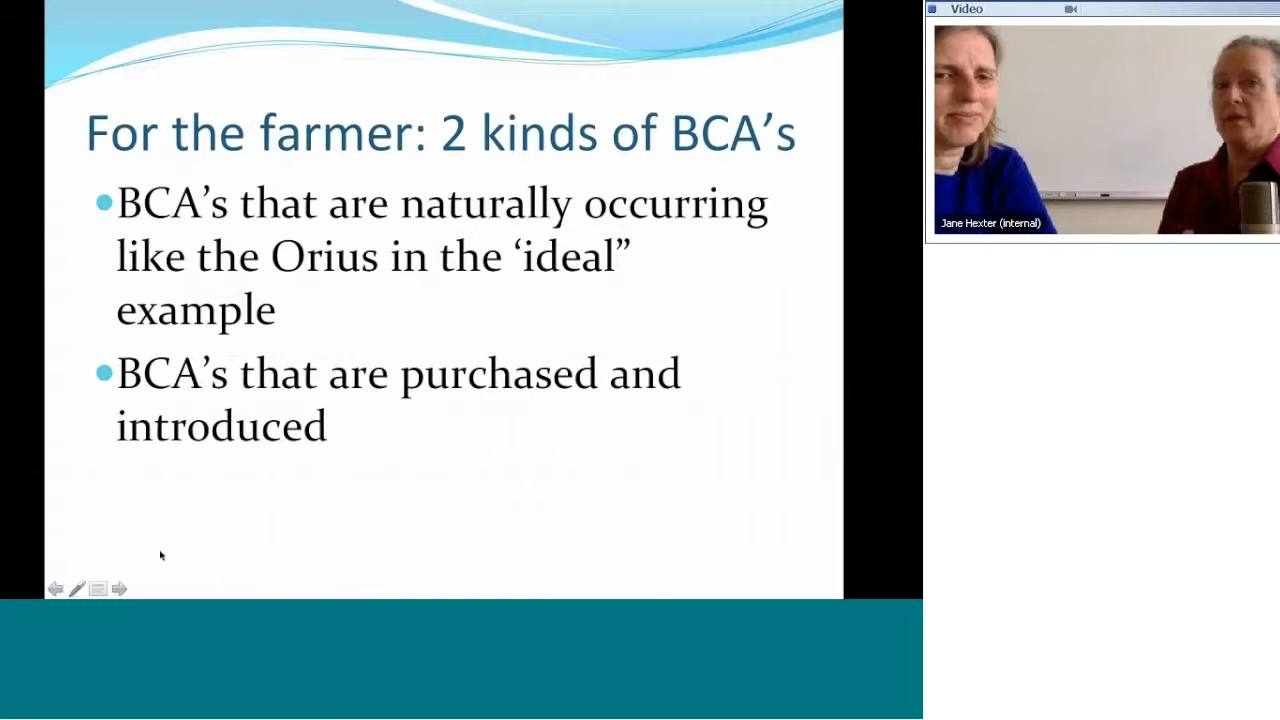 For the farmer: 2 kinds of BCA’s
BCA’s that are naturally occurring
like the Orius in the ‘ideal”
example
BCA’s that are purchased and
introduced
Video
Jane Hexter (internal)